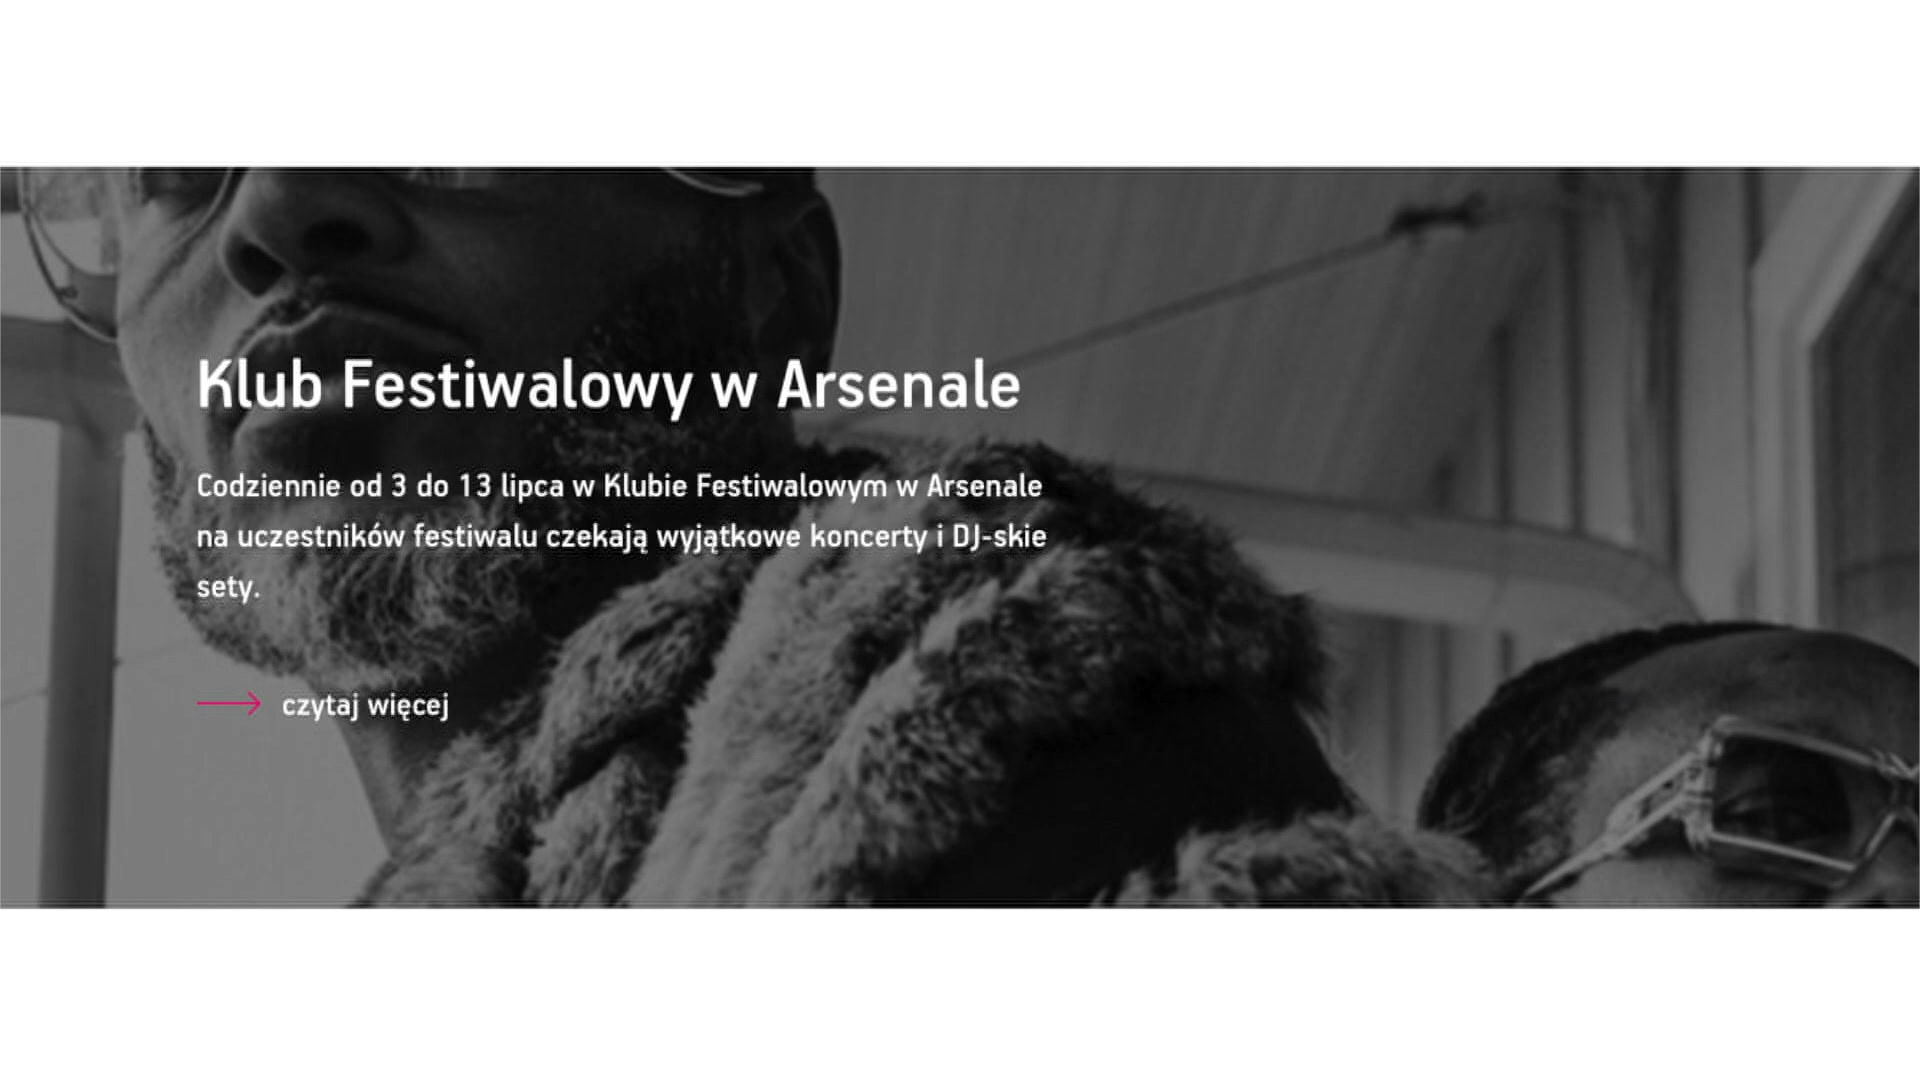 Klub Festiwalowy w Arsenale
Codziennie od 3 do 13 lipca w Klubie Festiwalowym w Arsenale
na uczestników festiwalu czekają wyjątkowe koncerty i DJ-skie
sety.
czytaj więcej